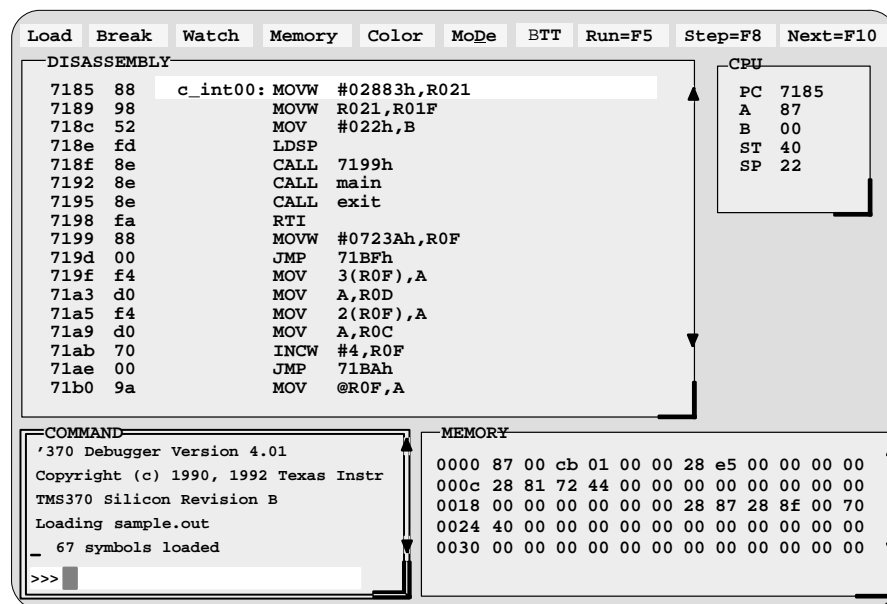 Load Break Watch Memory Color MoDe BTT Run=F5 Step=F8 Next=F10
DISASSEMBLY
7185 88 c_int00: MOVW #02883h,R021
7189 98 MOVW R021,R01F
718c 52 MOV #022h,B
718e fd LDSP
718f 8e CALL 7199h
7192 8e CALL main
7195 8e CALL exit
7198 fa RTI
7199 88 MOVW #0723Ah,R0F
719d 00 JMP 71BFh
719f f4 MOV 3(R0F),A
71a3 d0 MOV A,R0D
71a5 f4 MOV 2(R0F),A
71a9 d0 MOV A,R0C
71ab 70 INCW #4,R0F
71ae 00 JMP 71BAh
71b0 9a MOV @R0F,A
CPU
PC 7185
A 87
B 00
ST 40
SP 22
COMMAND
’370 Debugger Version 4.01
Copyright (c) 1990, 1992 Texas Instr
TMS370 Silicon Revision B
Loading sample.out
_ 67 symbols loaded
>>>
MEMORY
0000 87 00 cb 01 00 00 28 e5 00 00 00 00
000c 28 81 72 44 00 00 00 00 00 00 00 00
0018 00 00 00 00 00 00 28 87 28 8f 00 70
0024 40 00 00 00 00 00 00 00 00 00 00 00
0030 00 00 00 00 00 00 00 00 00 00 00 00